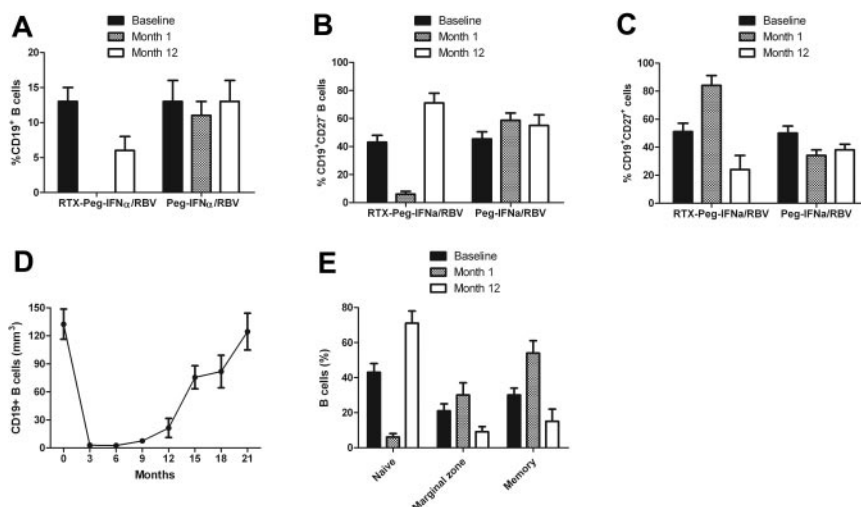 A
Baseline
Month 1
Month 12
%CD19+ B cells
20
15
10
5
0
RTX-Peg-IFNα/RBV
Peg-IFNα/RBV
B
Baseline
Month 1
Month 12
% CD19+CD27- B cells
100
80
60
40
20
0
RTX-Peg-IFNa/RBV
Peg-IFNa/RBV
C
Baseline
Month 1
Month 12
% CD19+CD27+ cells
100
80
60
40
20
0
RTX-Peg-IFNa/RBV
Peg-IFNa/RBV
D
CD19+ B cells (mm3)
150
120
90
60
30
0
0 3 6 9 12 15 18 21
Months
E
Baseline
Month 1
Month 12
B cells (%)
80
60
40
20
0
Naive
Marginal zone
Memory